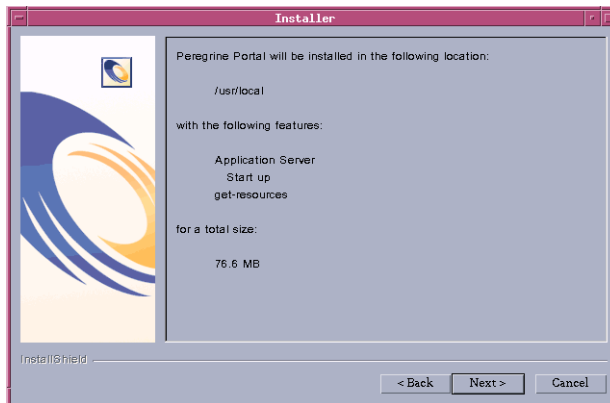 Installer
Peregrine Portal will be installed in the following location:
/usr/local
with the following features:
Application Server
Start up
get-resources
for a total size:
76.6 MB
InstallShield
< Back Next > Cancel